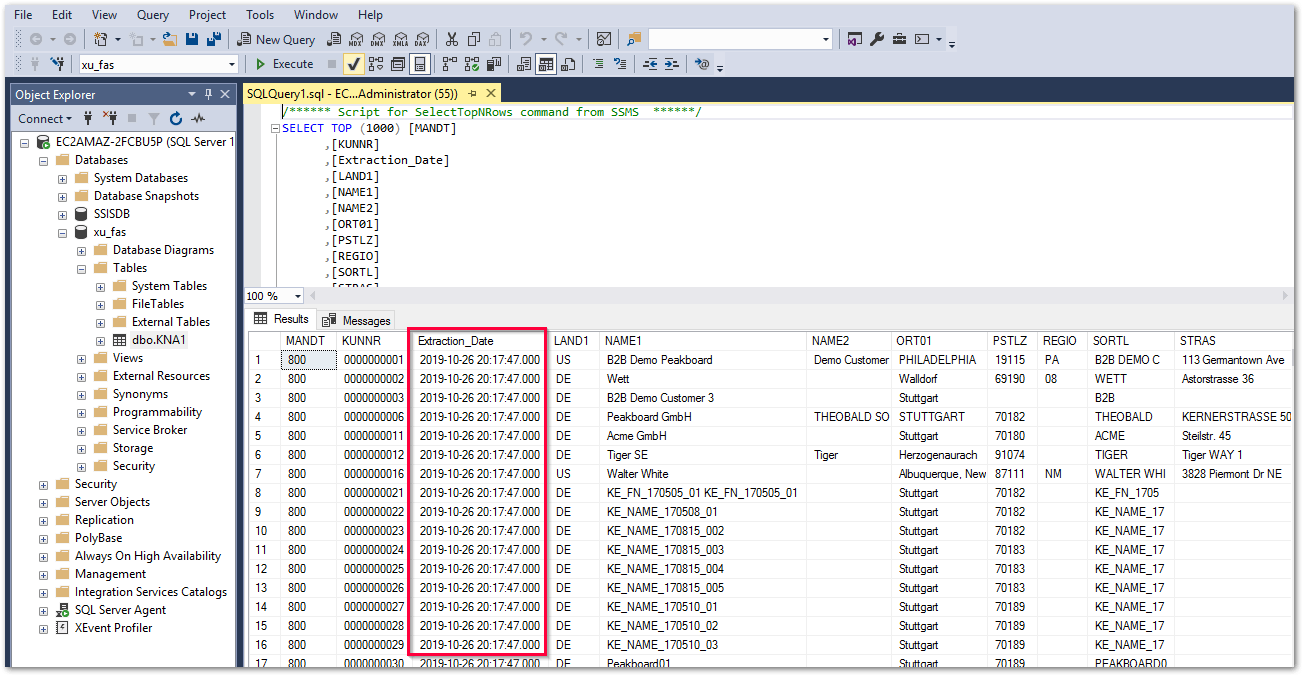 File Edit View Query Project Tools Window Help
New Query MDX DMX XMLA DAX
xu_fas Execute
Object Explorer
Connect
EC2AMAZ-2FCBU5P (SQL Server 1
Databases
System Databases
Database Snapshots
SSISDB
xu_fas
Database Diagrams
Tables
System Tables
FileTables
External Tables
dbo.KNA1
Views
External Resources
Synonyms
Programmability
Service Broker
Storage
Security
Security
Server Objects
Replication
PolyBase
Always On High Availability
Management
Integration Services Catalogs
SQL Server Agent
XEvent Profiler
SQLQuery1.sql - EC...Administrator (55))
/****** Script for SelectTopNRows command from SSMS ******/
SELECT TOP (1000) [MANDT]
,[KUNNR]
,[Extraction_Date]
,[LAND1]
,[NAME1]
,[NAME2]
,[ORT01]
,[PSTLZ]
,[REGIO]
,[SORTL]
,[STRAS]
100 %
Results Messages
MANDT KUNNR Extraction_Date LAND1 NAME1 NAME2 ORT01 PSTLZ REGIO SORTL STRAS
1 800 0000000001 2019-10-26 20:17:47.000 US B2B Demo Peakboard Demo Customer PHILADELPHIA 19115 PA B2B DEMO C 113 Germantown Ave
2 800 0000000002 2019-10-26 20:17:47.000 DE Wett Walldorf 69190 08 WETT Astorstrasse 36
3 800 0000000003 2019-10-26 20:17:47.000 DE B2B Demo Customer 3 Stuttgart B2B
4 800 0000000006 2019-10-26 20:17:47.000 DE Peakboard GmbH THEOBALD SO STUTTGART 70182 THEOBALD KERNERSTRASSE 50
5 800 0000000011 2019-10-26 20:17:47.000 DE Acme GmbH Stuttgart 70180 ACME Steilstr. 45
6 800 0000000012 2019-10-26 20:17:47.000 DE Tiger SE Tiger Herzogenaurach 91074 TIGER Tiger WAY 1
7 800 0000000016 2019-10-26 20:17:47.000 US Walter White Albuquerque, New 87111 NM WALTER WHI 3828 Piermont Dr NE
8 800 0000000021 2019-10-26 20:17:47.000 DE KE_FN_170505_01 KE_FN_170505_01 Stuttgart 70182 KE_FN_1705
9 800 0000000022 2019-10-26 20:17:47.000 DE KE_NAME_170508_01 Stuttgart 70182 KE_NAME_17
10 800 0000000023 2019-10-26 20:17:47.000 DE KE_NAME_170815_002 Stuttgart 70182 KE_NAME_17
11 800 0000000024 2019-10-26 20:17:47.000 DE KE_NAME_170815_003 Stuttgart 70183 KE_NAME_17
12 800 0000000025 2019-10-26 20:17:47.000 DE KE_NAME_170815_004 Stuttgart 70183 KE_NAME_17
13 800 0000000026 2019-10-26 20:17:47.000 DE KE_NAME_170815_005 Stuttgart 70183 KE_NAME_17
14 800 0000000027 2019-10-26 20:17:47.000 DE KE_NAME_170510_01 Stuttgart 70189 KE_NAME_17
15 800 0000000028 2019-10-26 20:17:47.000 DE KE_NAME_170510_02 Stuttgart 70189 KE_NAME_17
16 800 0000000029 2019-10-26 20:17:47.000 DE KE_NAME_170510_03 Stuttgart 70189 KE_NAME_17
17 800 0000000030 2019-10-26 20:17:47.000 DE Peakboard01 Stuttgart 70189 PEAKBOARD0